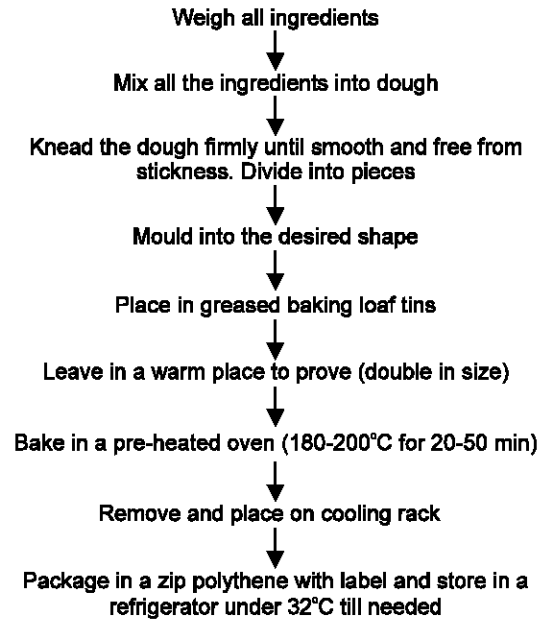 Weigh all ingredients
Mix all the ingredients into dough
Knead the dough firmly until smooth and free from
stickness. Divide into pieces
Mould into the desired shape
Place in greased baking loaf tins
Leave in a warm place to prove (double in size)
Bake in a pre-heated oven (180-200°C for 20-50 min)
Remove and place on cooling rack
Package in a zip polythene with label and store in a
refrigerator under 32°C till needed